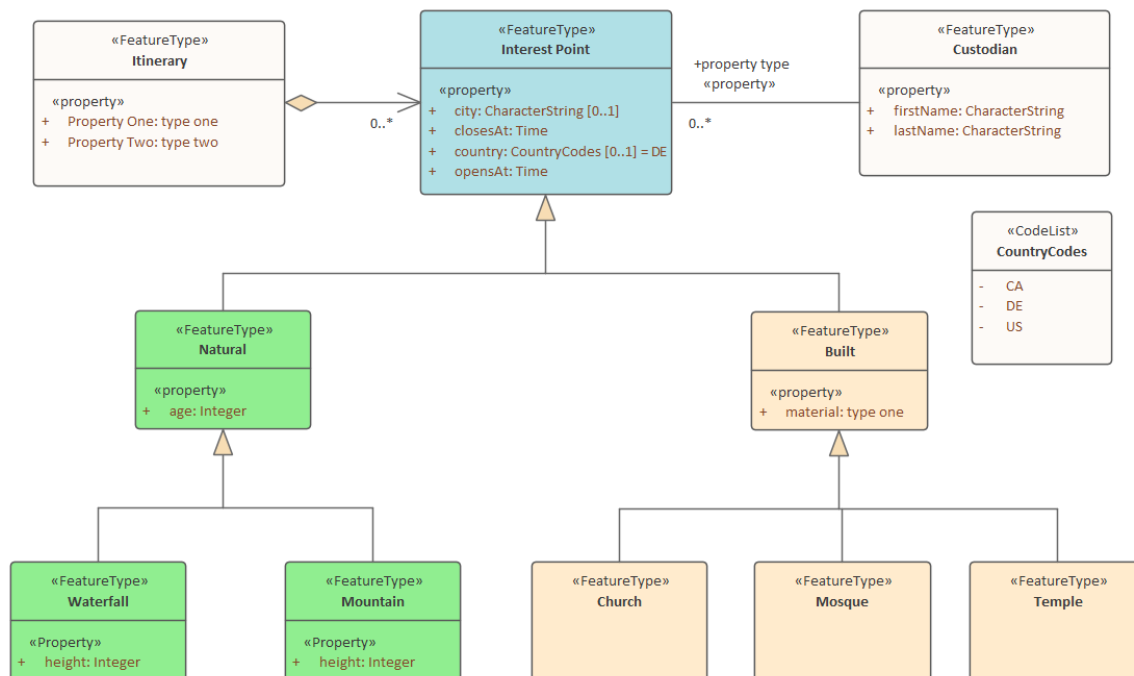 «FeatureType»
Itinerary
«property»
+ Property One: type one
+ Property Two: type two
0..*
«FeatureType»
Interest Point
«property»
+ city: CharacterString [0..1]
+ closesAt: Time
+ country: CountryCodes [0..1] = DE
+ opensAt: Time
+property type
«property»
0..*
«FeatureType»
Custodian
«property»
+ firstName: CharacterString
+ lastName: CharacterString
«CodeList»
CountryCodes
- CA
- DE
- US
«FeatureType»
Natural
«property»
+ age: Integer
«FeatureType»
Built
«property»
+ material: type one
«FeatureType»
Waterfall
«Property»
+ height: Integer
«FeatureType»
Mountain
«Property»
+ height: Integer
«FeatureType»
Church
«FeatureType»
Mosque
«FeatureType»
Temple